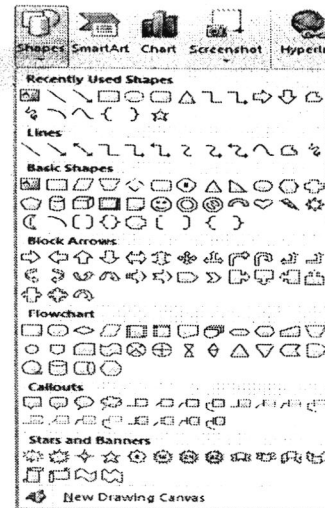 Shapes SmartArt Chart Screenshot
Recently Used Shapes
Lines
Basic Shapes
Block Arrows
Flowchart
Callouts
Stars and Banners
New Drawing Canvas